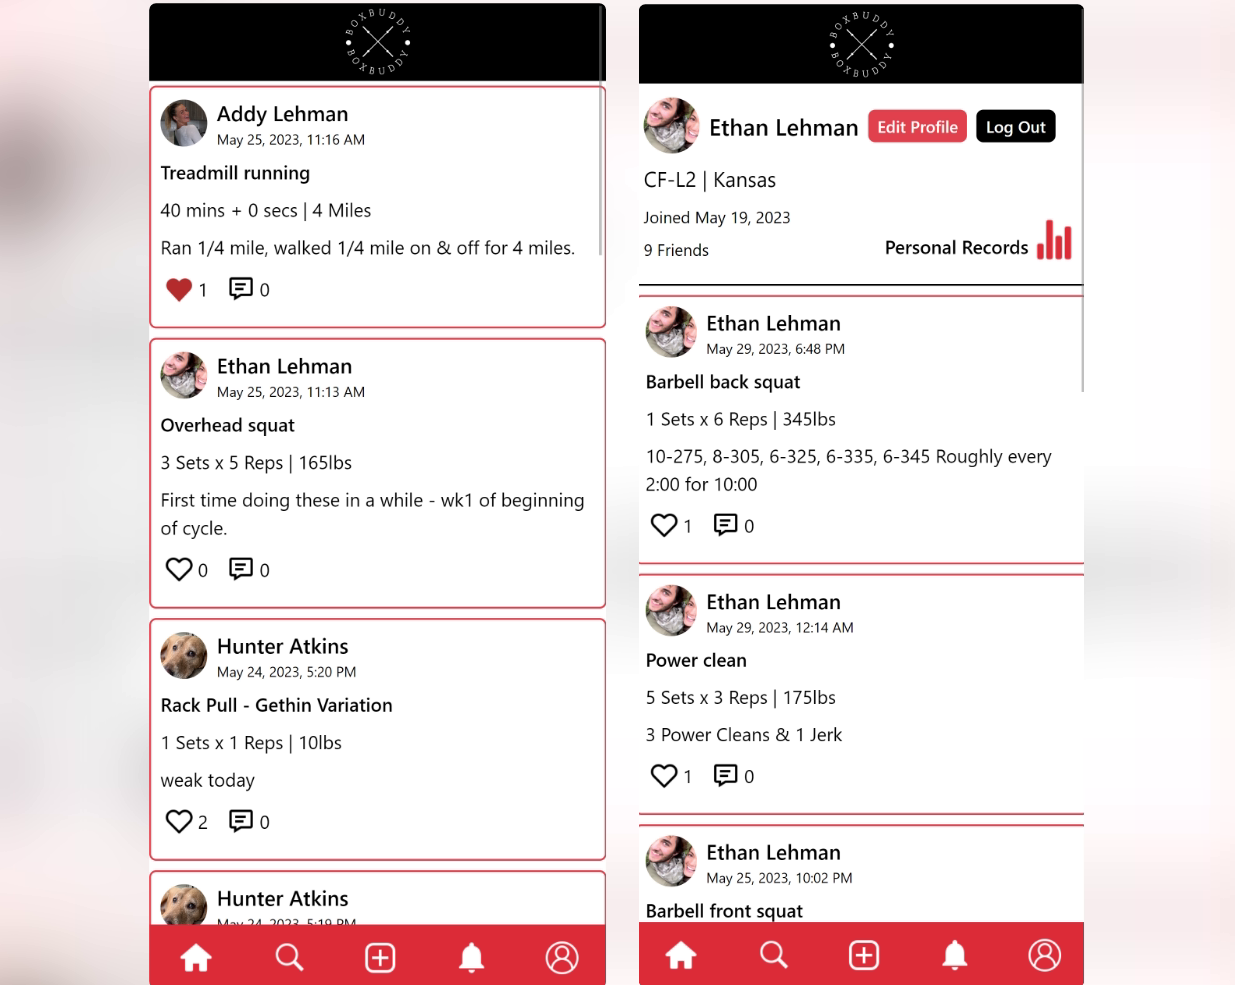 BOXBUDDY
BOXBUDDY
Addy Lehman
May 25, 2023, 11:16 AM
Treadmill running
40 mins + 0 secs | 4 Miles
Ran 1/4 mile, walked 1/4 mile on & off for 4 miles.
1 0
Ethan Lehman
May 25, 2023, 11:13 AM
Overhead squat
3 Sets x 5 Reps | 165lbs
First time doing these in a while - wk1 of beginning
of cycle.
0 0
Hunter Atkins
May 24, 2023, 5:20 PM
Rack Pull - Gethin Variation
1 Sets x 1 Reps | 10lbs
weak today
2 0
Hunter Atkins
May 24, 2023, 5:19 PM
BOXBUDDY
BOXBUDDY
Ethan Lehman
Edit Profile
Log Out
CF-L2 | Kansas
Joined May 19, 2023
9 Friends
Personal Records
Ethan Lehman
May 29, 2023, 6:48 PM
Barbell back squat
1 Sets x 6 Reps | 345lbs
10-275, 8-305, 6-325, 6-335, 6-345 Roughly every
2:00 for 10:00
1 0
Ethan Lehman
May 29, 2023, 12:14 AM
Power clean
5 Sets x 3 Reps | 175lbs
3 Power Cleans & 1 Jerk
1 0
Ethan Lehman
May 25, 2023, 10:02 PM
Barbell front squat